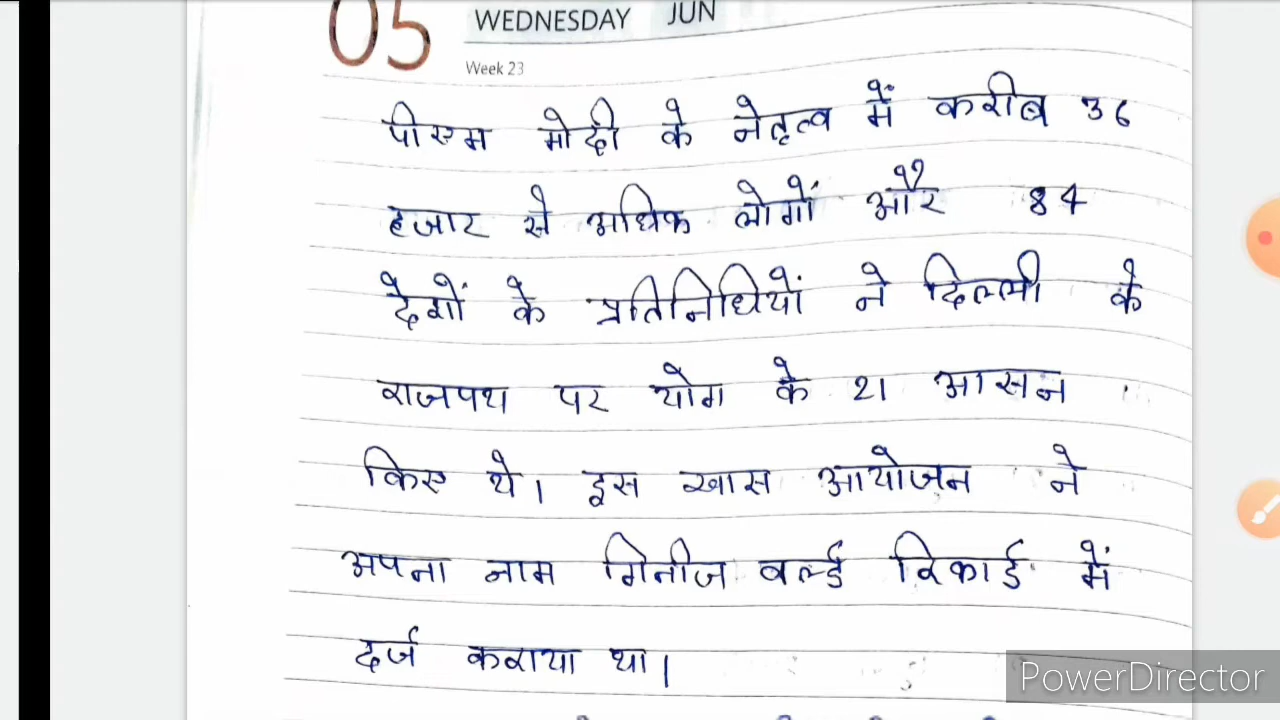 05 WEDNESDAY JUN
Week 23
पीएम मोदी के नेतृत्व में करीब 36
हजार से अधिक लोगों और 84
देशों के प्रतिनिधियों ने दिल्ली के
राजपथ पर योग के 21 आसन
किए थे। इस खास आयोजन ने
अपना नाम गिनीज वर्ल्ड रिकार्ड में
दर्ज कराया था।
PowerDirector